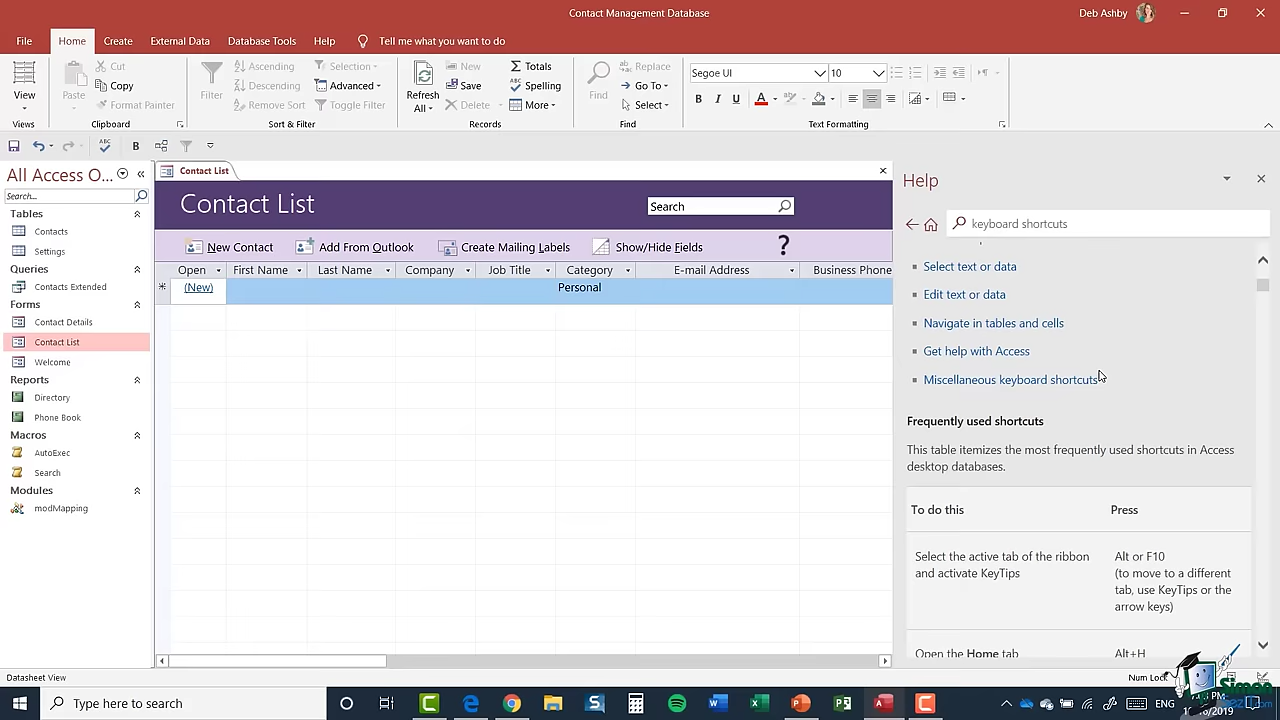 Contact Management Database
Deb Ashby
File Home Create External Data Database Tools Help Tell me what you want to do
View
Views
Paste
Cut
Copy
Format Painter
Clipboard
Filter
Ascending
Descending
Remove Sort
Selection
Advanced
Toggle Filter
Sort & Filter
Refresh
All
New
Save
Delete
Totals
Spelling
More
Records
Find
Replace
Go To
Select
Find
Segoe UI 10
B I U A
Text Formatting
ABC B
All Access O...
Search...
Tables
Contacts
Settings
Queries
Contacts Extended
Forms
Contact Details
Contact List
Welcome
Reports
Directory
Phone Book
Macros
AutoExec
Search
Modules
modMapping
Contact List
Contact List
Search
New Contact Add From Outlook Create Mailing Labels Show/Hide Fields ?
Open First Name Last Name Company Job Title Category E-mail Address Business Phone
* (New) Personal
Help
keyboard shortcuts
Select text or data
Edit text or data
Navigate in tables and cells
Get help with Access
Miscellaneous keyboard shortcuts
Frequently used shortcuts
This table itemizes the most frequently used shortcuts in Access
desktop databases.
To do this Press
Select the active tab of the ribbon
and activate KeyTips
Alt or F10
(to move to a different
tab, use KeyTips or the
arrow keys)
Open the Home tab Alt+H
Datasheet View
Num Lock
Type here to search
ENG